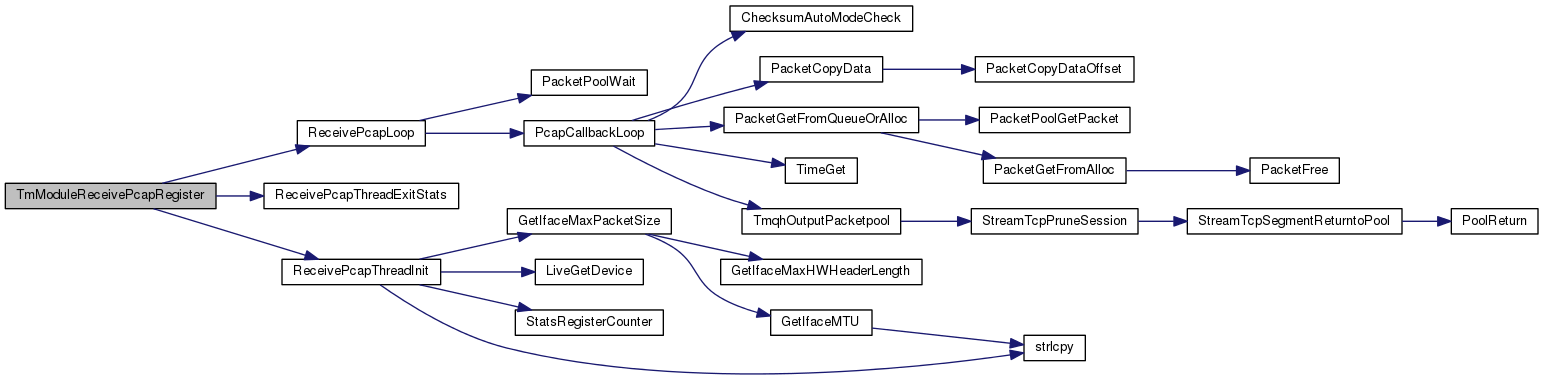 ChecksumAutoModeCheck
PacketCopyData
PacketCopyDataOffset
PacketPoolWait
PacketGetFromQueueOrAlloc
PacketPoolGetPacket
ReceivePcapLoop
PcapCallbackLoop
TimeGet
PacketGetFromAlloc
PacketFree
TmModuleReceivePcapRegister
ReceivePcapThreadExitStats
TmqhOutputPacketpool
StreamTcpPruneSession
StreamTcpSegmentReturntoPool
PoolReturn
GetIfaceMaxPacketSize
ReceivePcapThreadInit
LiveGetDevice
GetIfaceMaxHWHeaderLength
StatsRegisterCounter
GetIfaceMTU
strlcpy